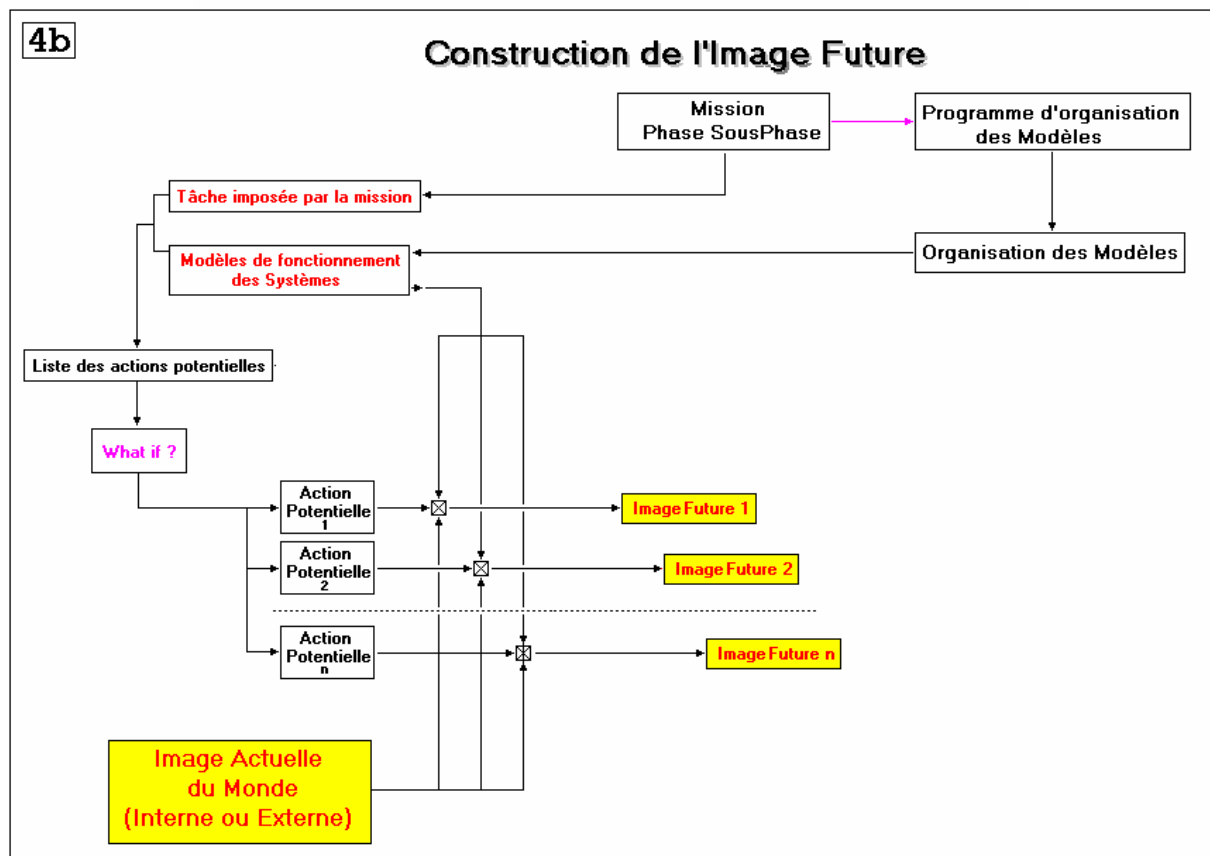 4b
Construction de l'Image Future
Mission
Phase SousPhase
Programme d'organisation
des Modèles
Tâche imposée par la mission
Modèles de fonctionnement
des Systèmes
Organisation des Modèles
Liste des actions potentielles
What if ?
Action
Potentielle
1
Image Future 1
Action
Potentielle
2
Image Future 2
Action
Potentielle
n
Image Future n
Image Actuelle
du Monde
(Interne ou Externe)